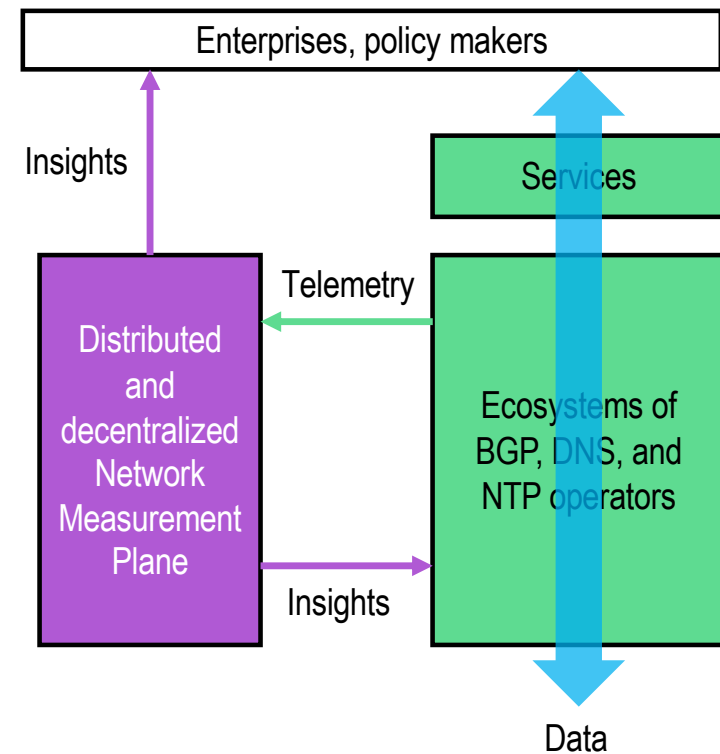 Enterprises, policy makers
Insights
Services
Telemetry
Distributed
and
decentralized
Network
Measurement
Plane
Ecosystems of
BGP, DNS, and
NTP operators
Insights
Data